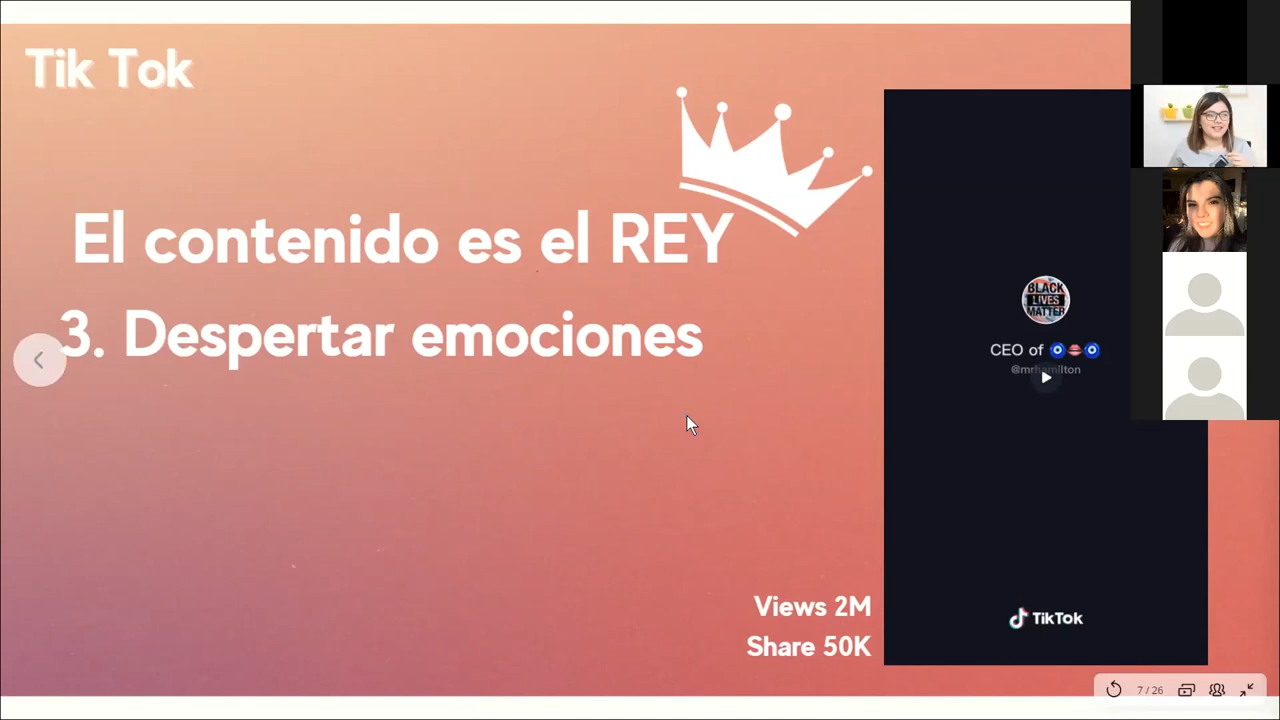 Tik Tok
El contenido es el REY
3. Despertar emociones
BLACK
LIVES
MATTER
CEO of 🧿🫦🧿
@mrhamilton
Views 2M
Share 50K
TikTok
7 / 26